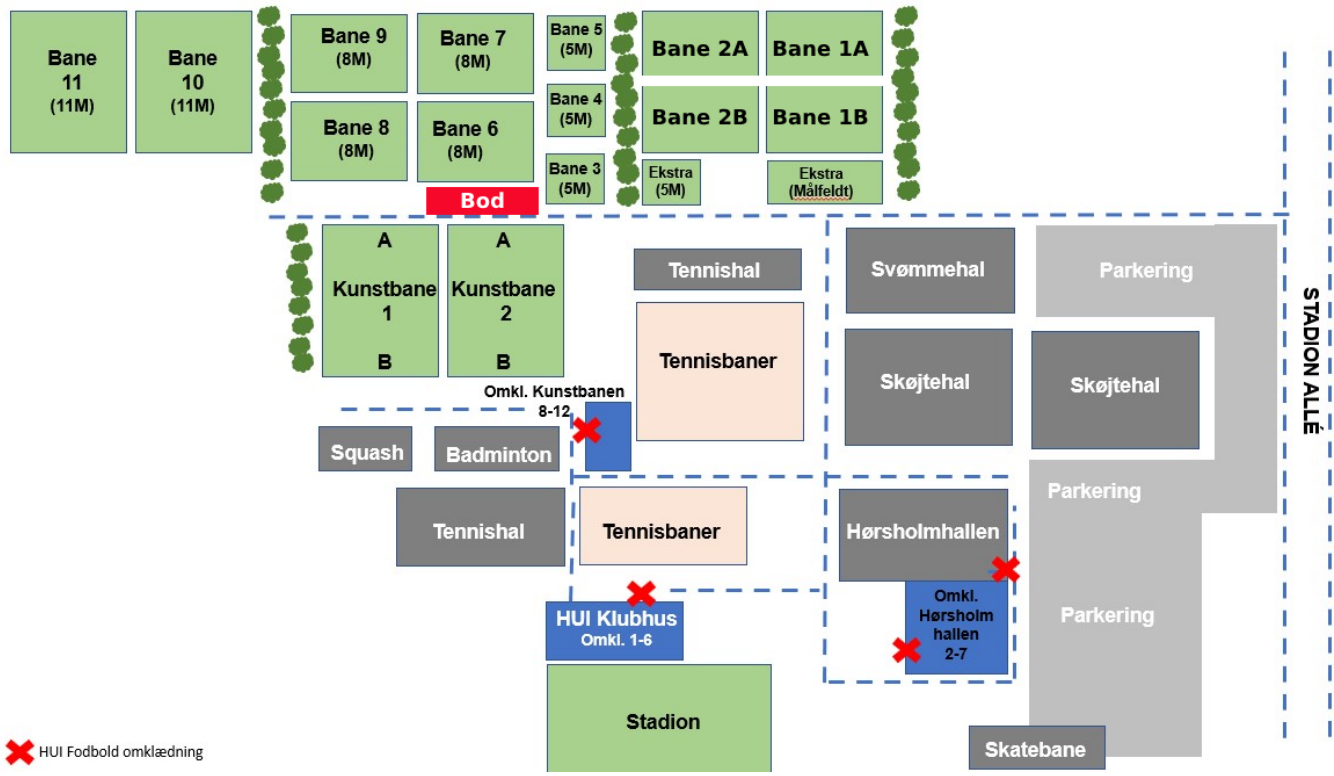 Bane
11
(11M)
Bane
10
(11M)
Bane 9
(8M)
Bane 7
(8M)
Bane 5
(5M)
Bane 2A
Bane 1A
Bane 8
(8M)
Bane 6
(8M)
Bane 4
(5M)
Bane 2B
Bane 1B
Bane 3
(5M)
Ekstra
(5M)
Ekstra
(Målfeldt)
Bod
A
Kunstbane
1
B
A
Kunstbane
2
B
Tennishal
Svømmehal
Parkering
STADION ALLÉ
Tennisbaner
Skøjtehal
Skøjtehal
Omkl. Kunstbanen
8-12
Squash
Badminton
Parkering
Tennishal
Tennisbaner
Hørsholmhallen
Omkl.
Hørsholm
hallen
2-7
Parkering
HUI Klubhus
Omkl. 1-6
Stadion
Skatebane
HUI Fodbold omklædning